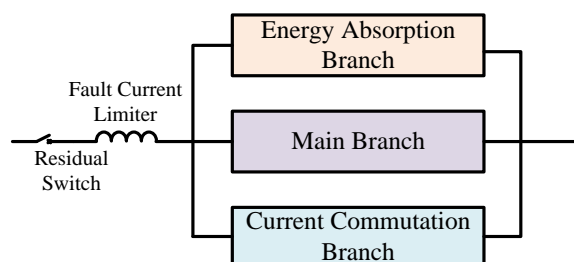 Energy Absorption
Branch
Fault Current
Limiter
Main Branch
Residual
Switch
Current Commutation
Branch